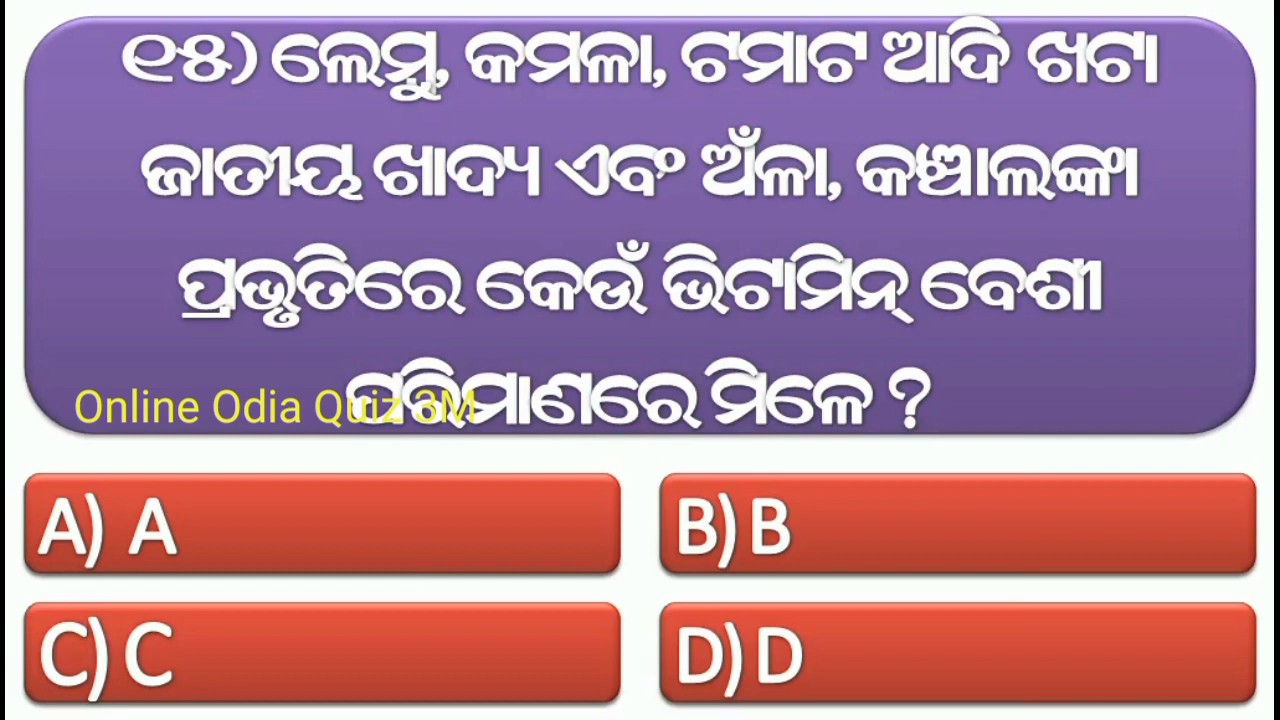 ୧୫) ଲେମ୍ବୁ, କମଳା, ଟମାଟ ଆଦି ଖଟା
ଜାତୀୟ ଖାଦ୍ୟ ଏବଂ ଅଁଳା, କଞ୍ଚାଲଙ୍କା
ପ୍ରଭୃତିରେ କେଉଁ ଭିଟାମିନ୍ ବେଶୀ
ପରିମାଣରେ ମିଳେ ?
Online Odia Quiz 3M
A) A
B) B
C) C
D) D